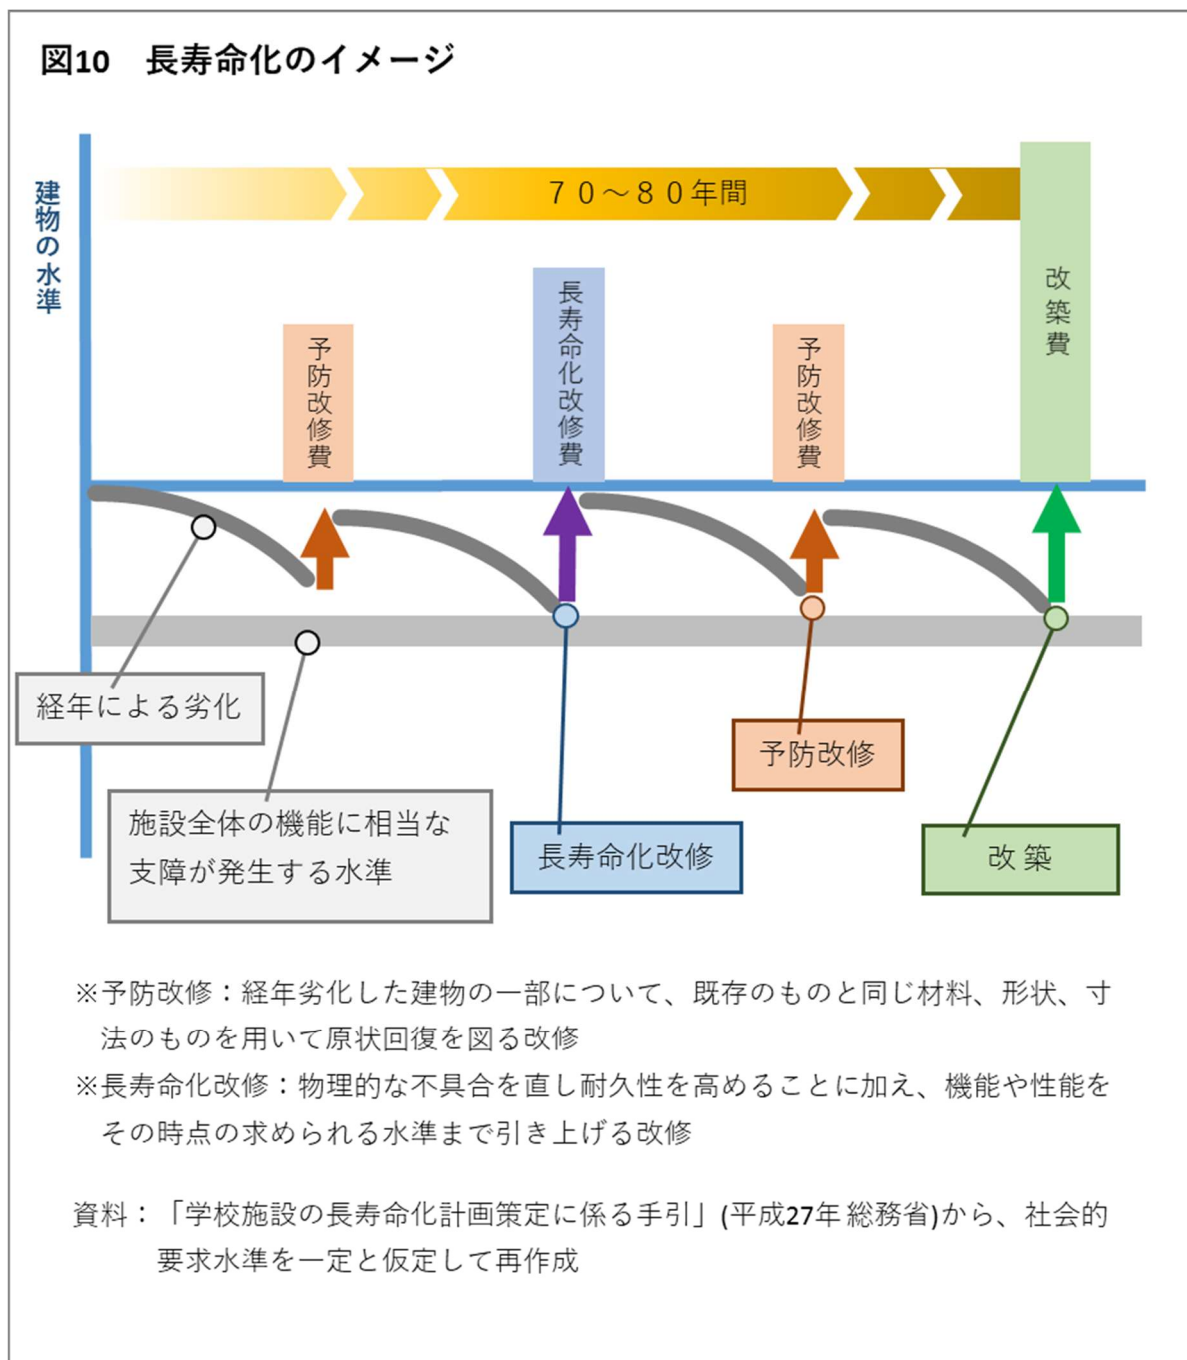 図10　長寿命化のイメージ
建物の水準
７０～８０年間
予防改修費
長寿命化改修費
予防改修費
改築費
経年による劣化
施設全体の機能に相当な
支障が発生する水準
長寿命化改修
予防改修
改 築
※予防改修：経年劣化した建物の一部について、既存のものと同じ材料、形状、寸
法のものを用いて原状回復を図る改修
※長寿命化改修：物理的な不具合を直し耐久性を高めることに加え、機能や性能を
その時点の求められる水準まで引き上げる改修
資料：「学校施設の長寿命化計画策定に係る手引」(平成27年 総務省)から、社会的
要求水準を一定と仮定して再作成